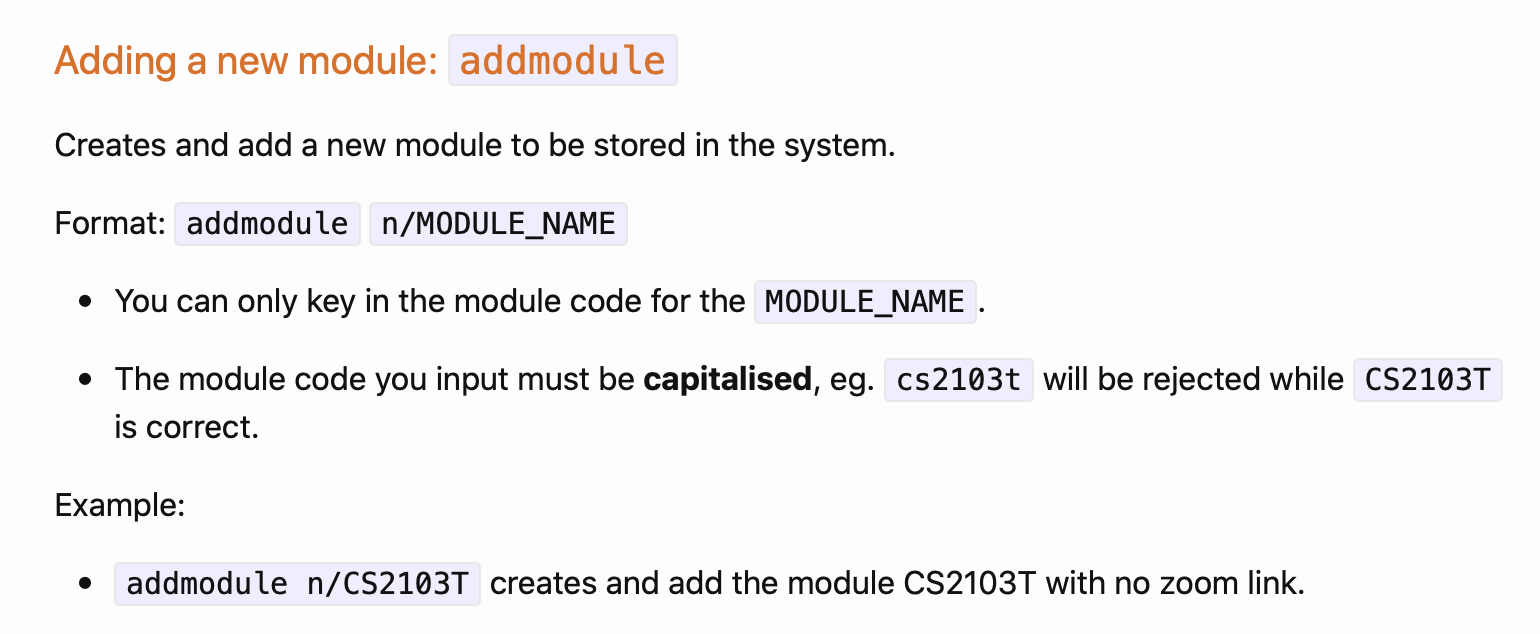 Adding a new module: addmodule
Creates and add a new module to be stored in the system.
Format: addmodule n/MODULE_NAME
• You can only key in the module code for the MODULE_NAME.
• The module code you input must be capitalised, eg. cs2103t will be rejected while CS2103T
is correct.
Example:
• addmodule n/CS2103T creates and add the module CS2103T with no zoom link.